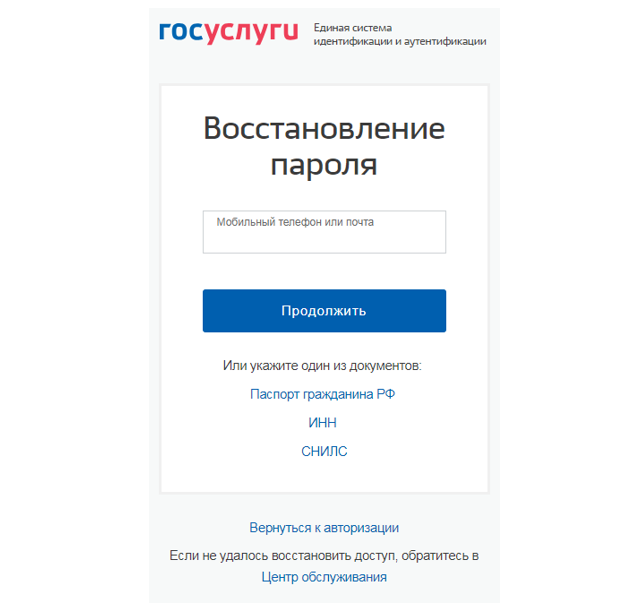 госуслуги
Единая система
идентификации и аутентификации
Восстановление
пароля
Мобильный телефон или почта
Продолжить
Или укажите один из документов:
Паспорт гражданина РФ
ИНН
СНИЛС
Вернуться к авторизации
Если не удалось восстановить доступ, обратитесь в
Центр обслуживания